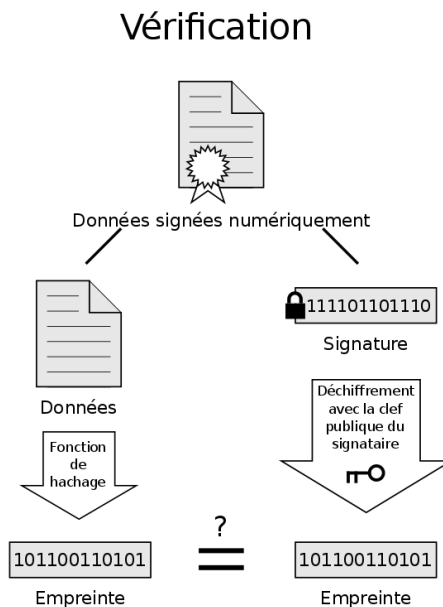 Vérification
Données signées numériquement
111101101110
Signature
Données
Déchiffrement
avec la clef
publique du
signataire
Fonction
de
hachage
?
=
101100110101
101100110101
Empreinte
Empreinte